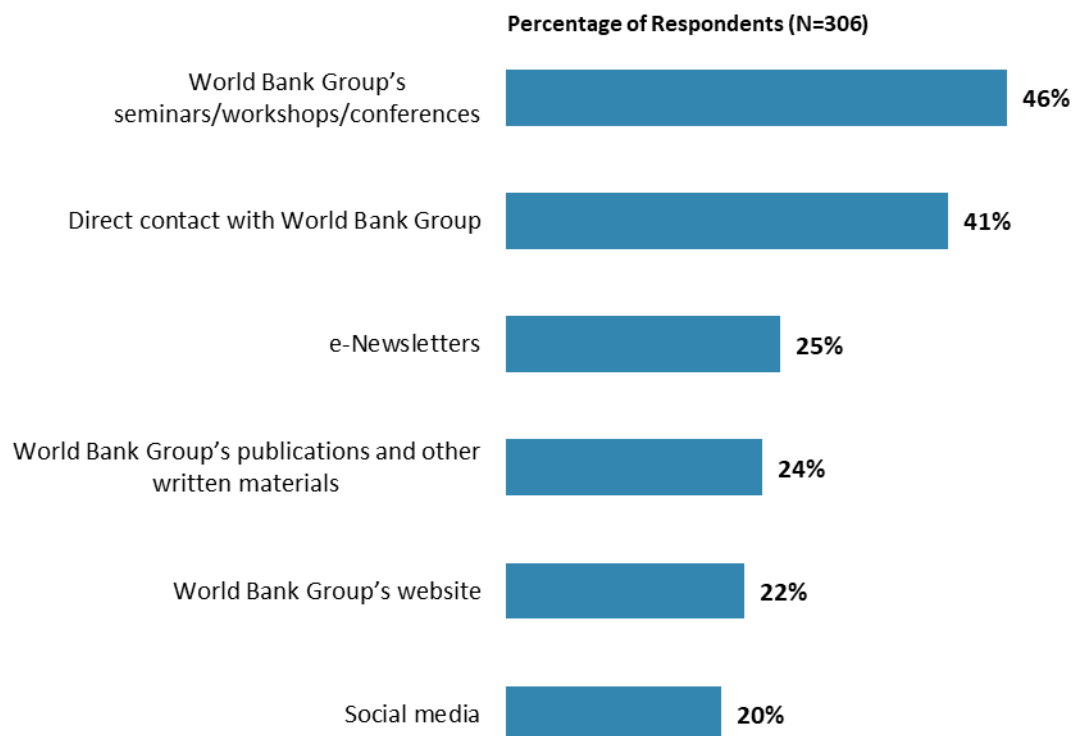 Percentage of Respondents (N=306)
World Bank Group’s
seminars/workshops/conferences
46%
Direct contact with World Bank Group
41%
e-Newsletters
25%
World Bank Group’s publications and other
written materials
24%
World Bank Group’s website
22%
Social media
20%